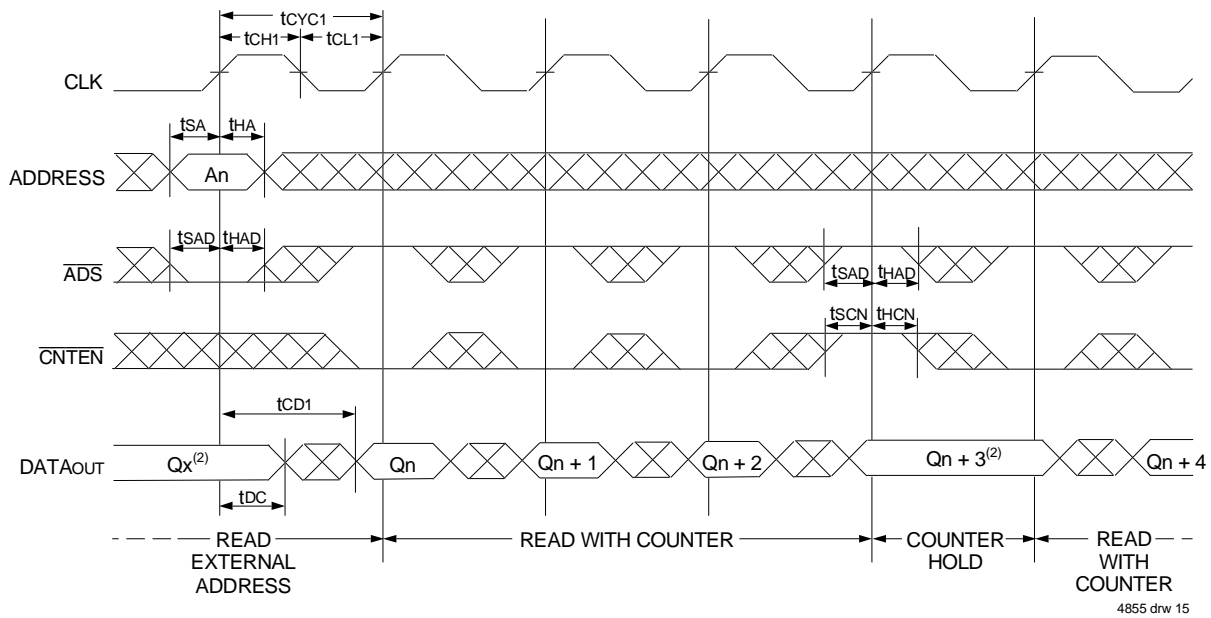 tCYC1
tCH1 tCL1
CLK
tSA tHA
ADDRESS An
tSAD tHAD
ADS tSAD tHAD
tSCN tHCN
CNTEN
tCD1
DATAOUT Qx(2) Qn Qn + 1 Qn + 2 Qn + 3(2) Qn + 4
tDC
READ EXTERNAL ADDRESS
READ WITH COUNTER
COUNTER HOLD
READ WITH COUNTER
4855 drw 15